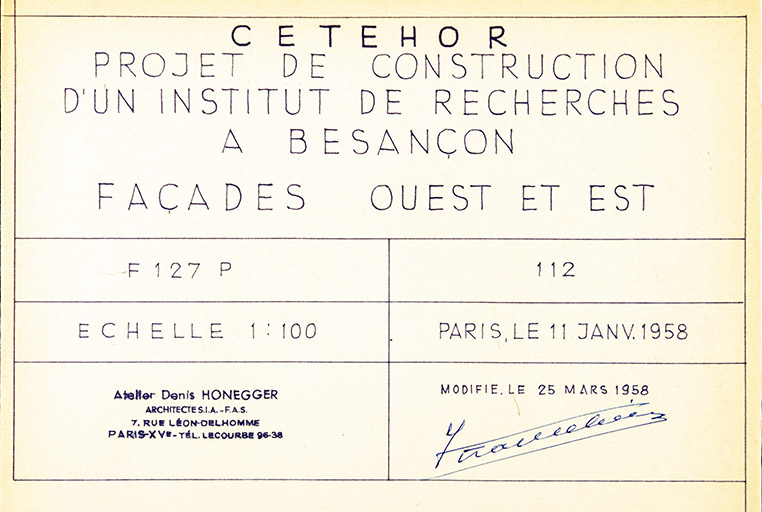 CETEHOR
PROJET DE CONSTRUCTION
D'UN INSTITUT DE RECHERCHES
A BESANÇON
FAÇADES OUEST ET EST
F 127 P
112
ECHELLE 1:100
PARIS, LE 11 JANV. 1958
Atelier Denis HONEGGER
ARCHITECTE S.I.A. - F.A.S.
7, RUE LÉON-DELHOMME
PARIS-XVe - TÉL. LECOURBE 96-38
MODIFIE, LE 25 MARS 1958